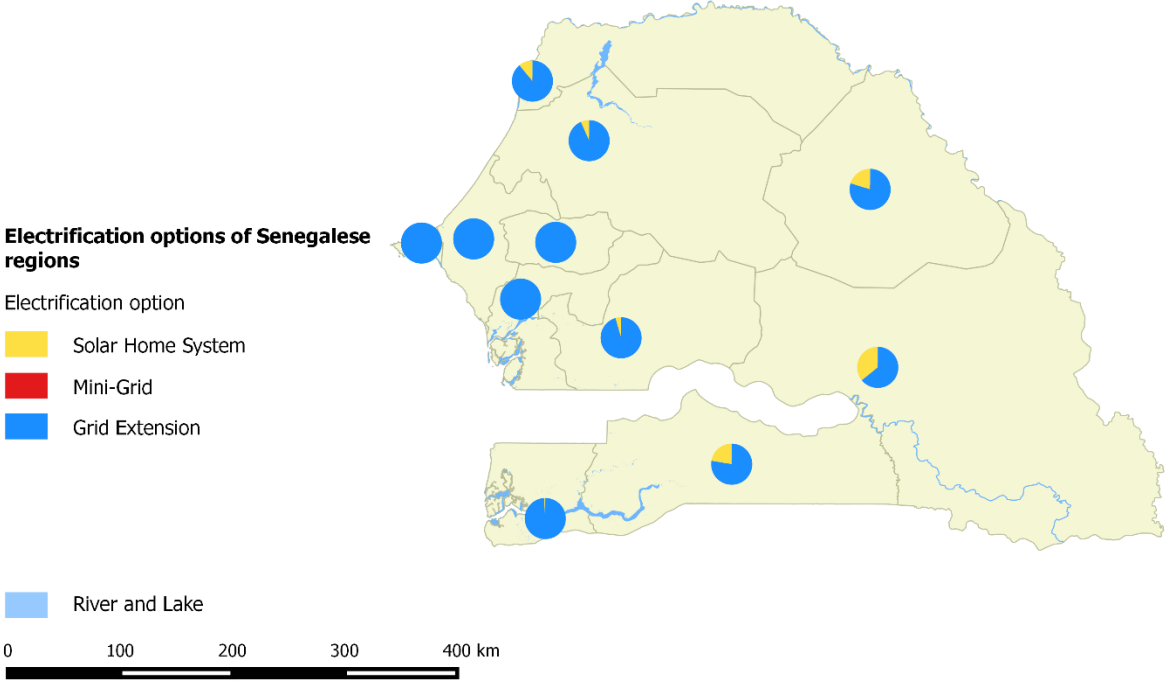 Electrification options of Senegalese
regions
Electrification option
Solar Home System
Mini-Grid
Grid Extension
River and Lake
0 100 200 300 400 km